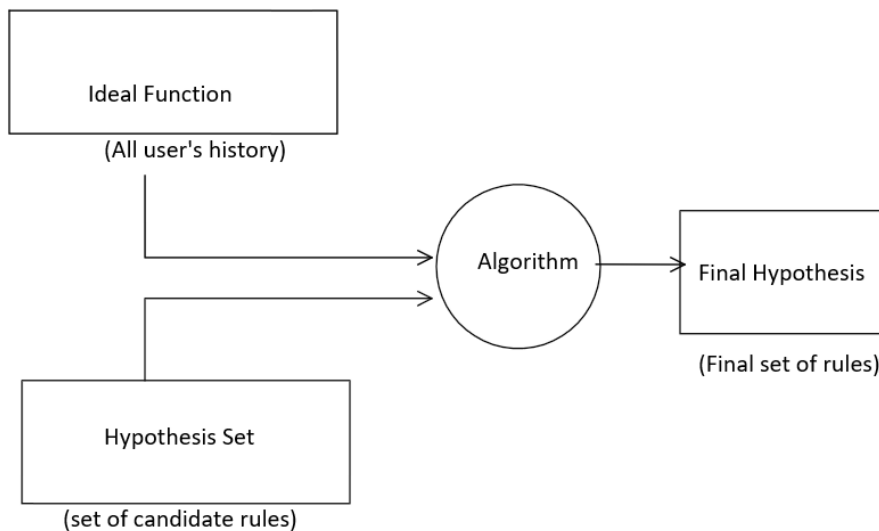 Ideal Function
(All user's history)
Algorithm
Final Hypothesis
(Final set of rules)
Hypothesis Set
(set of candidate rules)